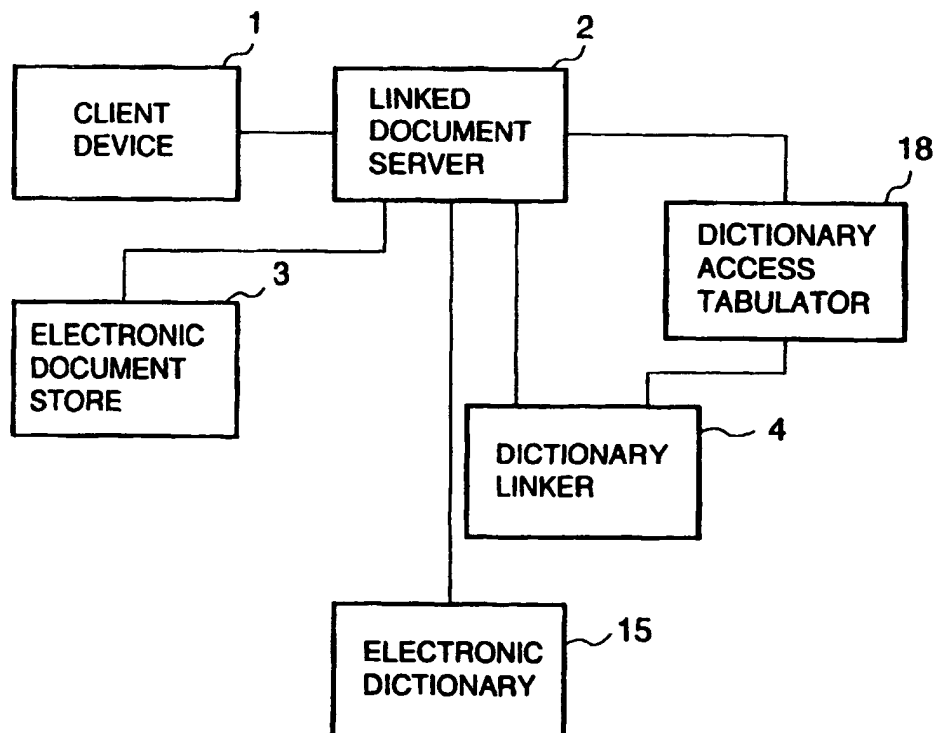 1
CLIENT
DEVICE
2
LINKED
DOCUMENT
SERVER
18
DICTIONARY
ACCESS
TABULATOR
3
ELECTRONIC
DOCUMENT
STORE
4
DICTIONARY
LINKER
15
ELECTRONIC
DICTIONARY